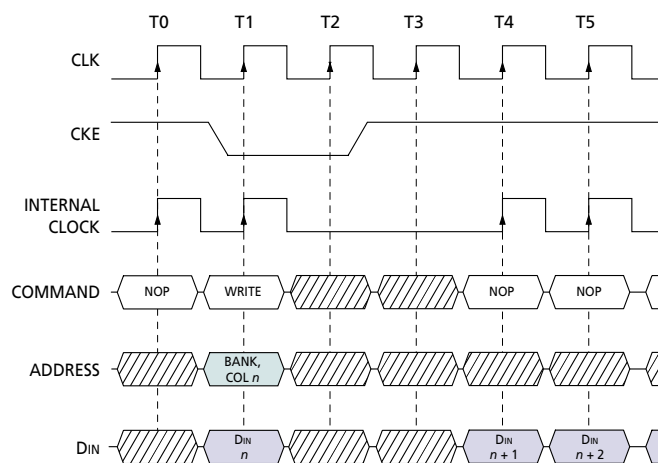 T0 T1 T2 T3 T4 T5
CLK
CKE
INTERNAL
CLOCK
COMMAND NOP WRITE NOP NOP
ADDRESS BANK,
COL n
DIN DIN
n DIN
n + 1 DIN
n + 2